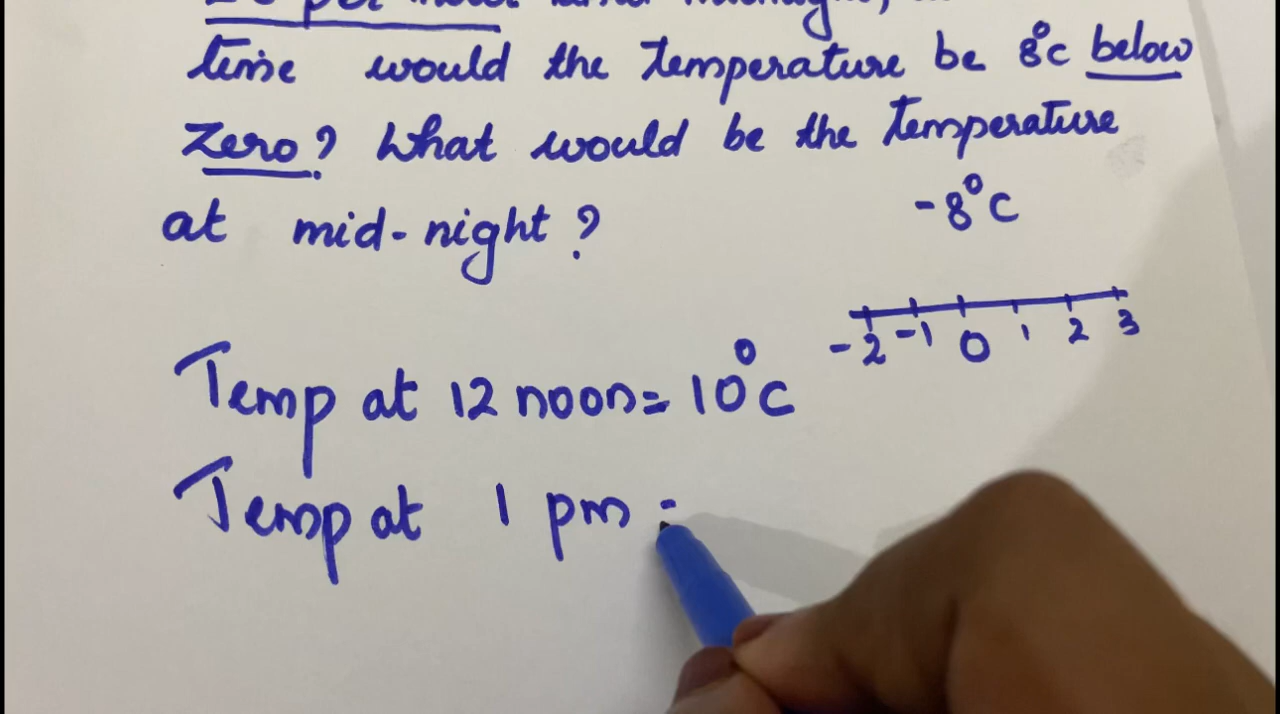 per
time would the temperature be 8°c below
zero? What would be the temperature
at mid-night?
-8°C
-2 -1 0 1 2 3
Temp at 12 noon = 10°C
Temp at 1 pm